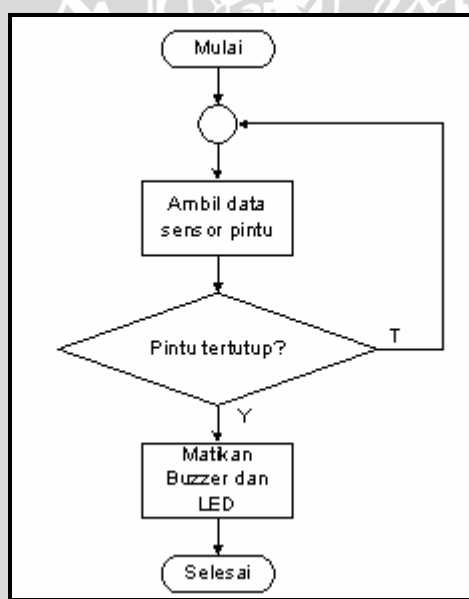 Mulai
Ambil data
sensor pintu
Pintu tertutup?
T
Y
Matikan
Buzzer dan
LED
Selesai